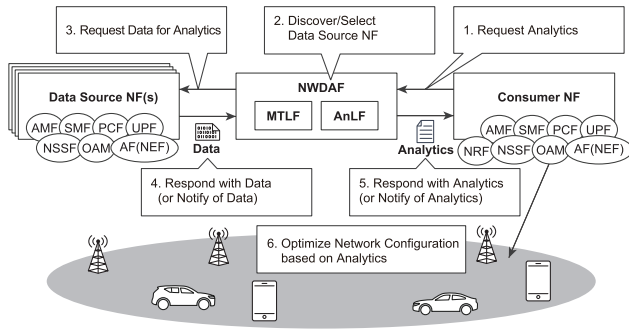 3. Request Data for Analytics
2. Discover/Select
Data Source NF
1. Request Analytics
Data Source NF(s)
AMF SMF PCF UPF
NSSF OAM AF(NEF)
NWDAF
MTLF AnLF
Consumer NF
AMF SMF PCF UPF
NRF NSSF OAM AF(NEF)
01010
Data
Analytics
4. Respond with Data
(or Notify of Data)
5. Respond with Analytics
(or Notify of Analytics)
6. Optimize Network Configuration
based on Analytics